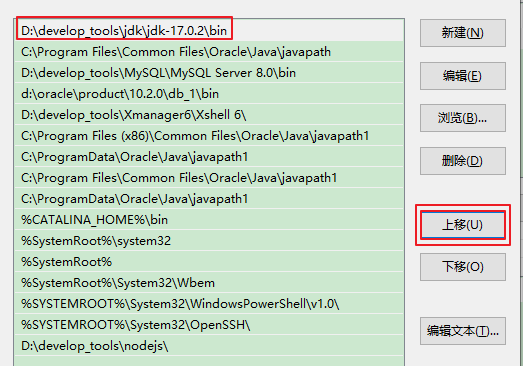 D:\develop_tools\jdk\jdk-17.0.2\bin
C:\Program Files\Common Files\Oracle\Java\javapath
D:\develop_tools\MySQL\MySQL Server 8.0\bin
d:\oracle\product\10.2.0\db_1\bin
D:\develop_tools\Xmanager6\Xshell 6\
C:\Program Files (x86)\Common Files\Oracle\Java\javapath1
C:\ProgramData\Oracle\Java\javapath1
C:\Program Files\Common Files\Oracle\Java\javapath1
C:\ProgramData\Oracle\Java\javapath1
%CATALINA_HOME%\bin
%SystemRoot%\system32
%SystemRoot%
%SystemRoot%\System32\Wbem
%SYSTEMROOT%\System32\WindowsPowerShell\v1.0\
%SYSTEMROOT%\System32\OpenSSH\
D:\develop_tools\nodejs\
新建(N)
编辑(E)
浏览(B)...
删除(D)
上移(U)
下移(O)
编辑文本(T)...